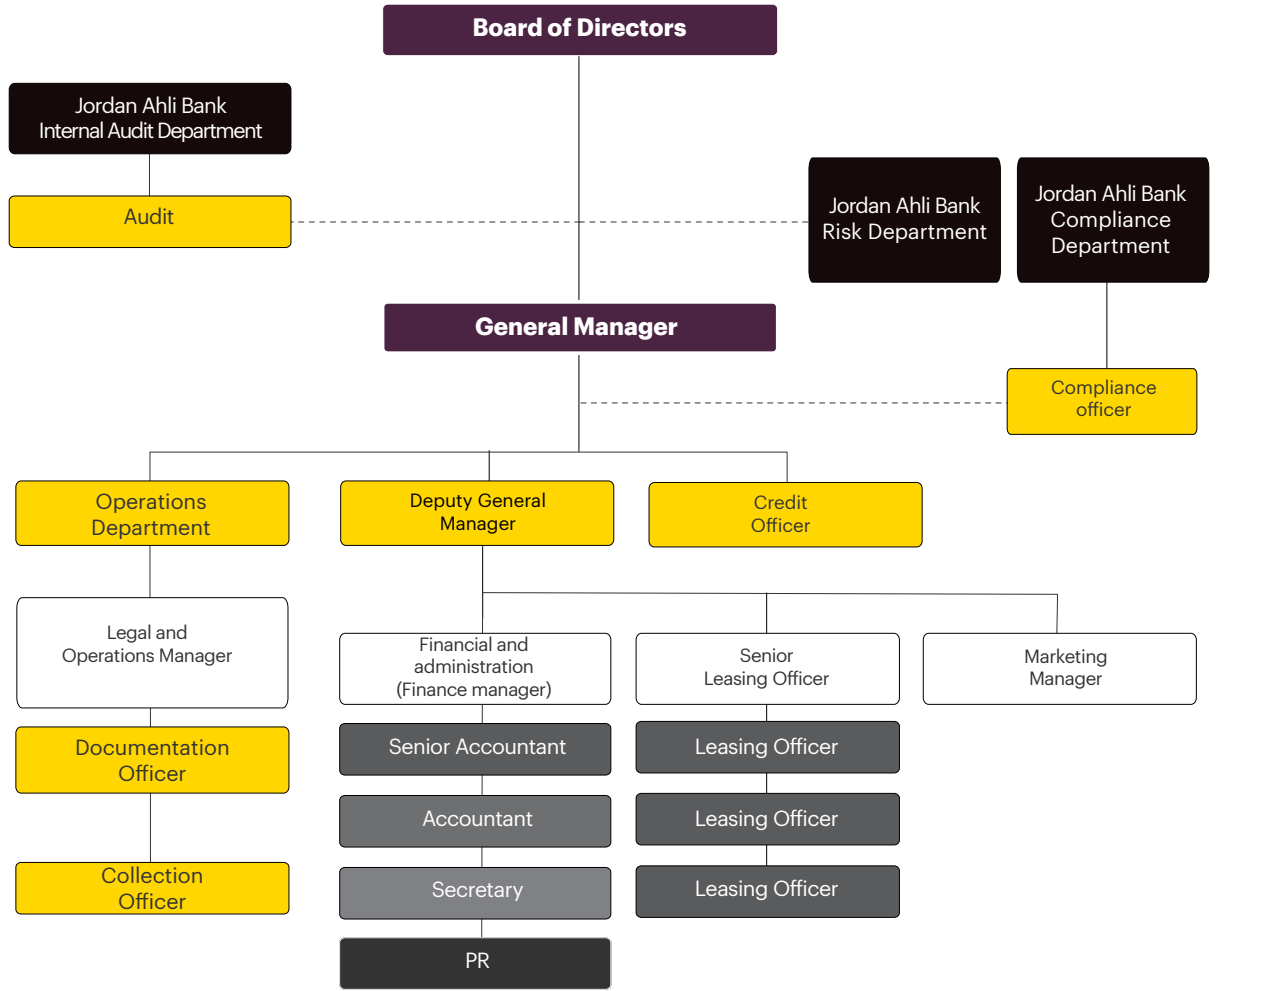 Board of Directors
Jordan Ahli Bank
Internal Audit Department
Audit
Jordan Ahli Bank
Risk Department
Jordan Ahli Bank
Compliance
Department
General Manager
Compliance
officer
Operations
Department
Deputy General
Manager
Credit
Officer
Legal and
Operations Manager
Financial and
administration
(Finance manager)
Senior
Leasing Officer
Marketing
Manager
Documentation
Officer
Senior Accountant
Leasing Officer
Accountant
Leasing Officer
Collection
Officer
Secretary
Leasing Officer
PR